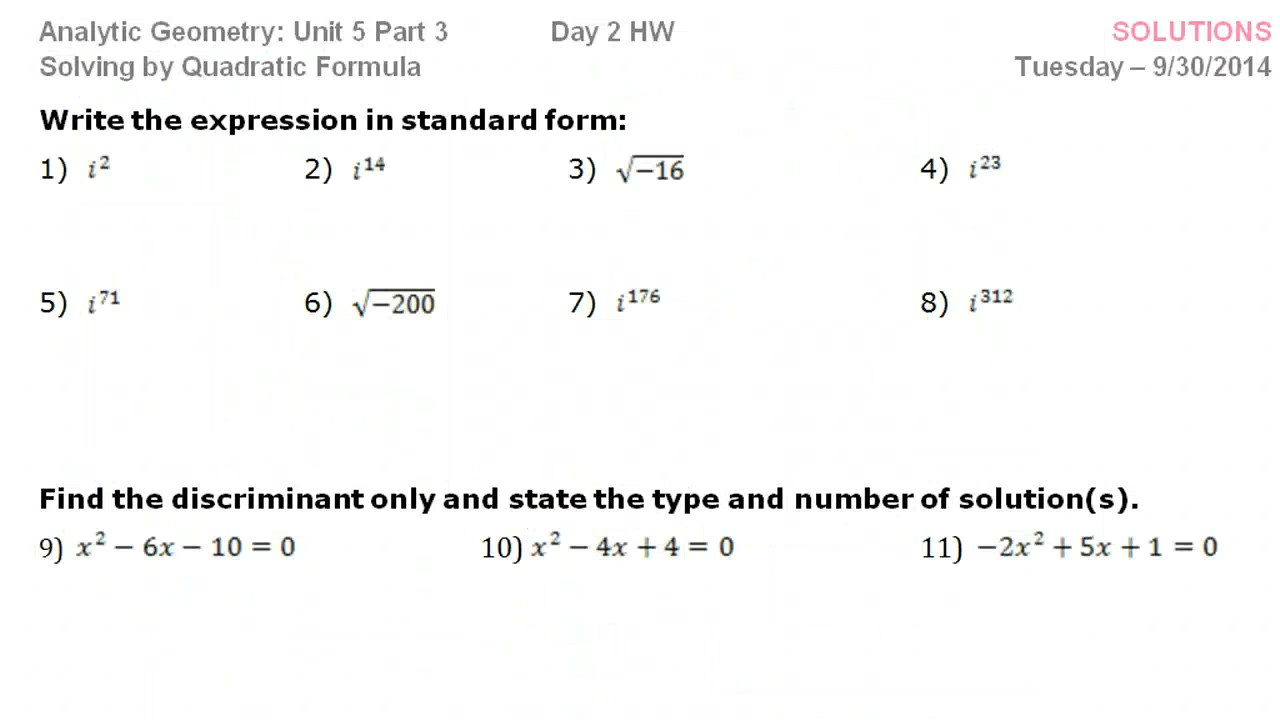 Analytic Geometry: Unit 5 Part 3 Day 2 HW SOLUTIONS
Solving by Quadratic Formula Tuesday – 9/30/2014
Write the expression in standard form:
1) i² 2) i¹⁴ 3) √−16 4) i²³
5) i⁷¹ 6) √−200 7) i¹⁷⁶ 8) i³¹²
Find the discriminant only and state the type and number of solution(s).
9) x² − 6x − 10 = 0 10) x² − 4x + 4 = 0 11) −2x² + 5x + 1 = 0